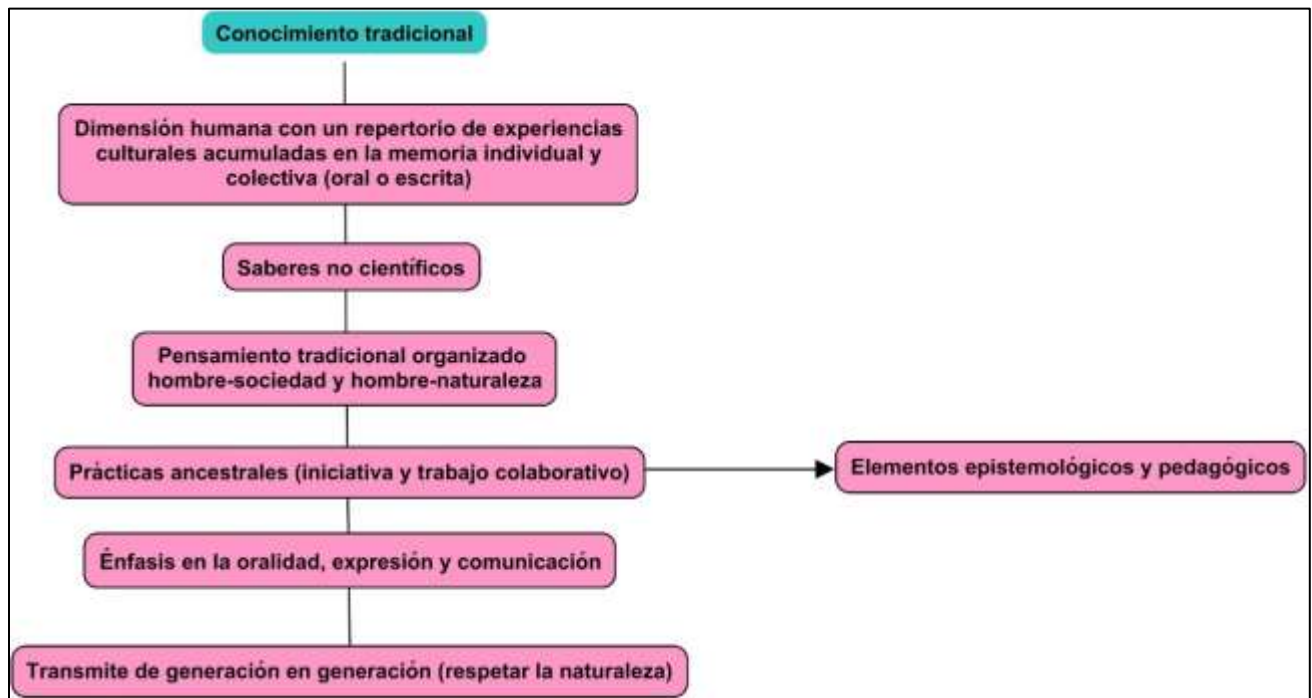 Conocimiento tradicional
Dimensión humana con un repertorio de experiencias
culturales acumuladas en la memoria individual y
colectiva (oral o escrita)
Saberes no científicos
Pensamiento tradicional organizado
hombre-sociedad y hombre-naturaleza
Prácticas ancestrales (iniciativa y trabajo colaborativo)
Elementos epistemológicos y pedagógicos
Énfasis en la oralidad, expresión y comunicación
Transmite de generación en generación (respetar la naturaleza)